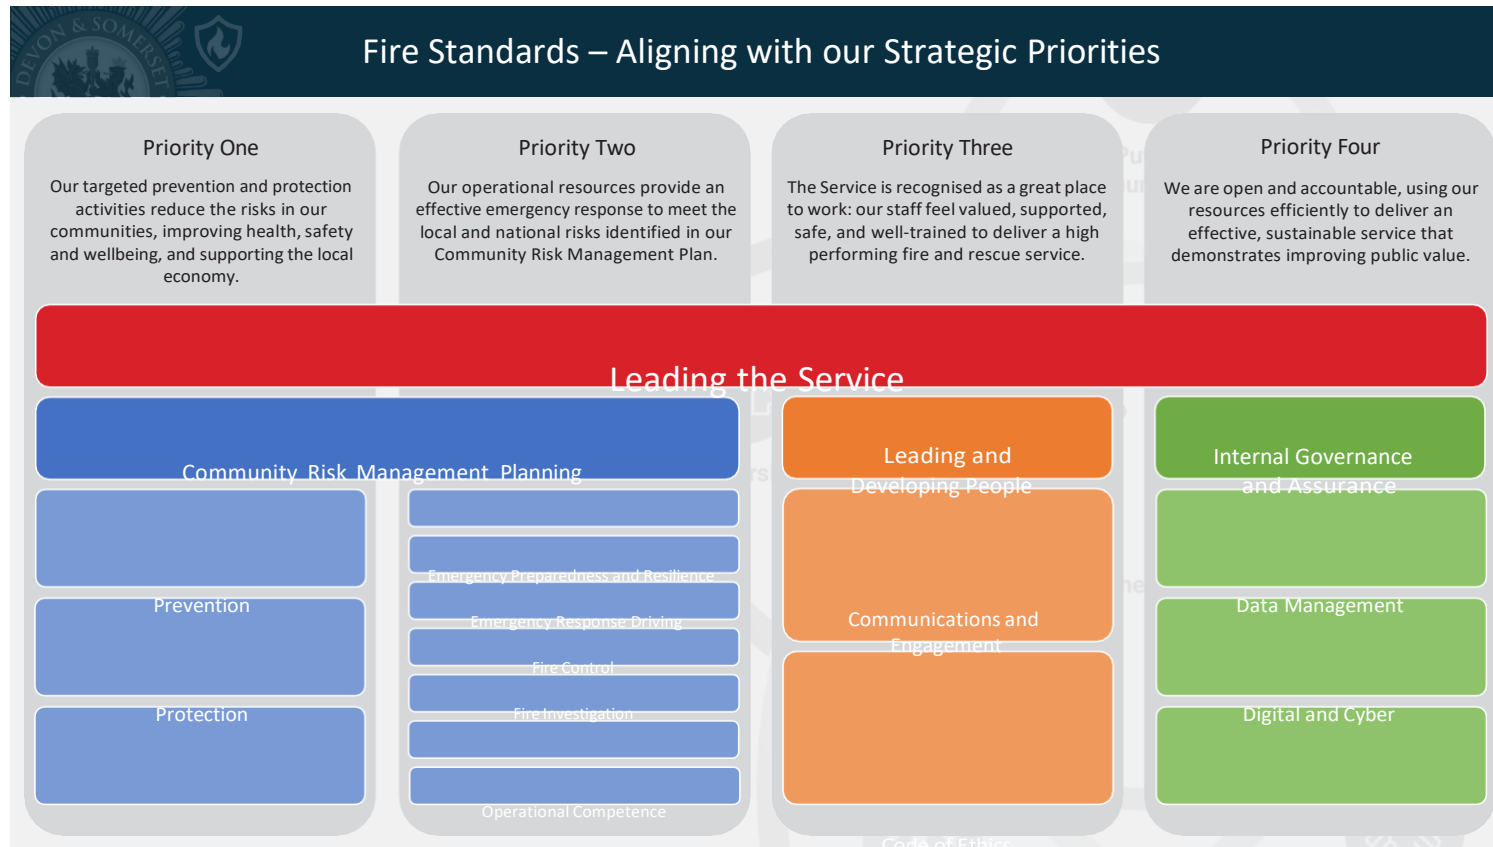 DEVON & SOMERSET
Fire Standards – Aligning with our Strategic Priorities
Priority One
Our targeted prevention and protection
activities reduce the risks in our
communities, improving health, safety
and wellbeing, and supporting the local
economy.
Priority Two
Our operational resources provide an
effective emergency response to meet the
local and national risks identified in our
Community Risk Management Plan.
Priority Three
The Service is recognised as a great place
to work: our staff feel valued, supported,
safe, and well-trained to deliver a high
performing fire and rescue service.
Priority Four
We are open and accountable, using our
resources efficiently to deliver an
effective, sustainable service that
demonstrates improving public value.
Leading the Service
Community Risk Management Planning
Leading and
Developing People
Internal Governance
and Assurance
Prevention
Protection
Emergency Preparedness and Resilience
Emergency Response Driving
Fire Control
Fire Investigation
Operational Competence
Communications and
Engagement
Code of Ethics
Data Management
Digital and Cyber